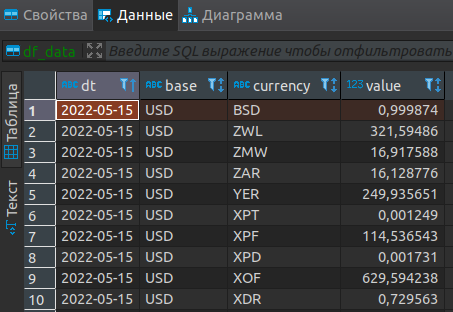 Свойства Данные Диаграмма
df_data Введите SQL выражение чтобы отфильтровать
Таблица
Текст
ABC dt ABC base ABC currency 123 value
1 2022-05-15 USD BSD 0,999874
2 2022-05-15 USD ZWL 321,59486
3 2022-05-15 USD ZMW 16,917588
4 2022-05-15 USD ZAR 16,128776
5 2022-05-15 USD YER 249,935651
6 2022-05-15 USD XPT 0,001249
7 2022-05-15 USD XPF 114,536543
8 2022-05-15 USD XPD 0,001731
9 2022-05-15 USD XOF 629,594238
10 2022-05-15 USD XDR 0,729563